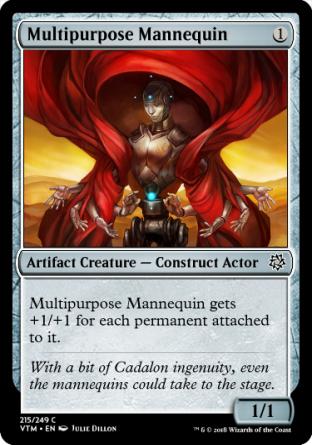 Multipurpose Mannequin 1
Artifact Creature — Construct Actor
Multipurpose Mannequin gets
+1/+1 for each permanent attached
to it.
With a bit of Cadalon ingenuity, even
the mannequins could take to the stage.
1/1
215/249 C
VTM • EN Julie Dillon
™ & © 2018 Wizards of the Coast